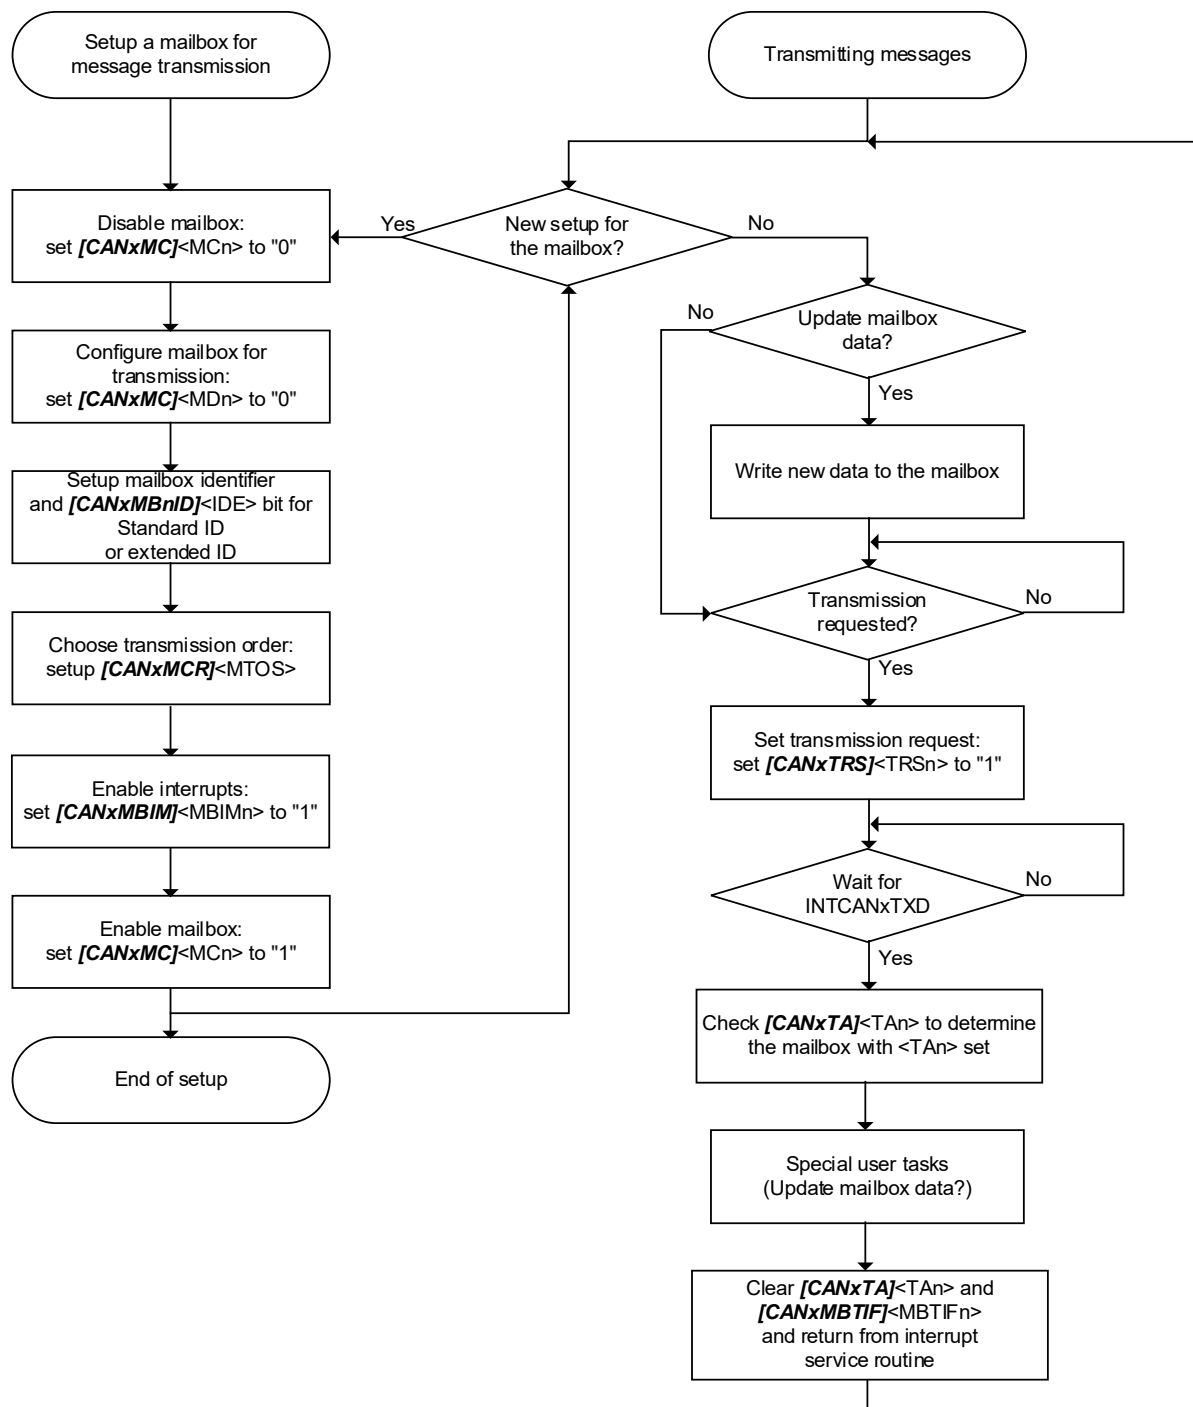 Setup a mailbox for
message transmission
Disable mailbox:
set [CANxMC]<MCn> to "0"
Configure mailbox for
transmission:
set [CANxMC]<MDn> to "0"
Setup mailbox identifier
and [CANxMBnID]<IDE> bit for
Standard ID
or extended ID
Choose transmission order:
setup [CANxMCR]<MTOS>
Enable interrupts:
set [CANxMBIM]<MBIMn> to "1"
Enable mailbox:
set [CANxMC]<MCn> to "1"
End of setup
Transmitting messages
Yes
New setup for
the mailbox?
No
No
Update mailbox
data?
Yes
Write new data to the mailbox
Transmission
requested?
No
Yes
Set transmission request:
set [CANxTRS]<TRSn> to "1"
Wait for
INTCANxTXD
No
Yes
Check [CANxTA]<TAn> to determine
the mailbox with <TAn> set
Special user tasks
(Update mailbox data?)
Clear [CANxTA]<TAn> and
[CANxMBTIF]<MBTIFn>
and return from interrupt
service routine